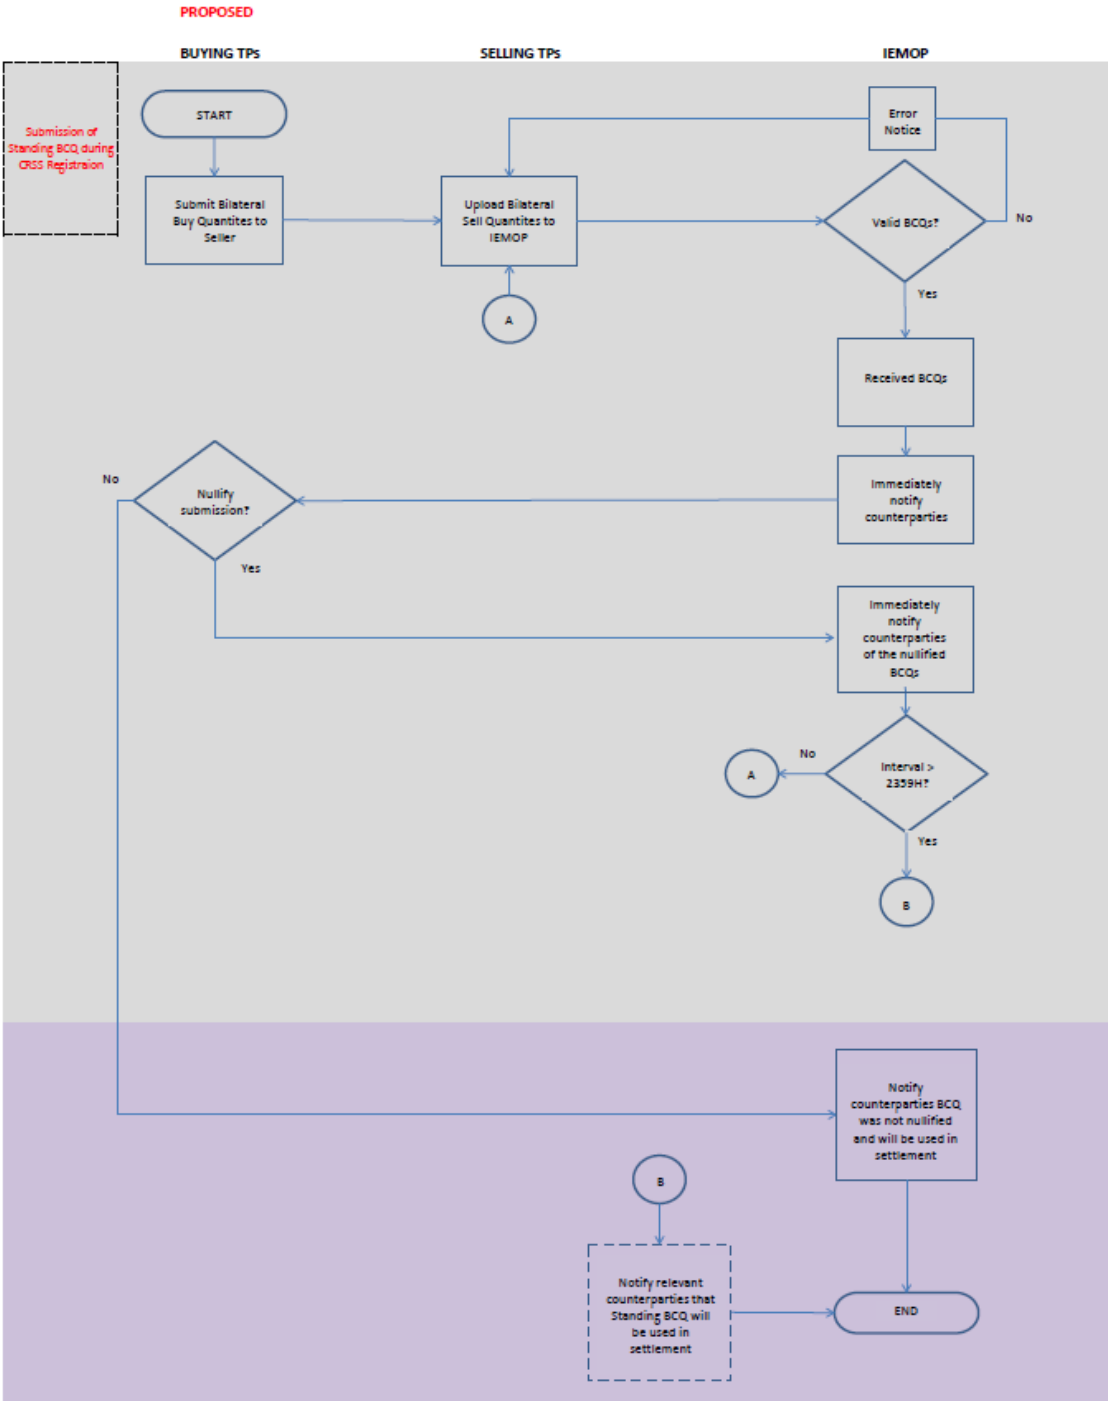 PROPOSED
BUYING TPs
SELLING TPs
IEMOP
Submission of
Standing BCQ during
CRSS Registraion
START
Error
Notice
Submit Bilateral
Buy Quantites to
Seller
Upload Bilateral
Sell Quantites to
IEMOP
Valid BCQs?
No
Yes
A
Received BCQs
Immediately
notify
counterparties
No
Nullify
submission?
Yes
Immediately
notify
counterparties
of the nullified
BCQs
No
A
Interval >
2359H?
Yes
B
Notify
counterparties BCQ
was not nullified
and will be used in
settlement
B
Notify relevant
counterparties that
Standing BCQ will
be used in
settlement
END